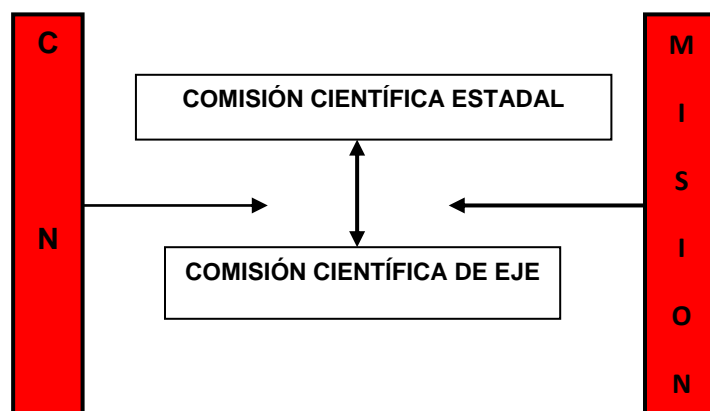 C
N
COMISIÓN CIENTÍFICA ESTADAL
COMISIÓN CIENTÍFICA DE EJE
M
I
S
I
O
N